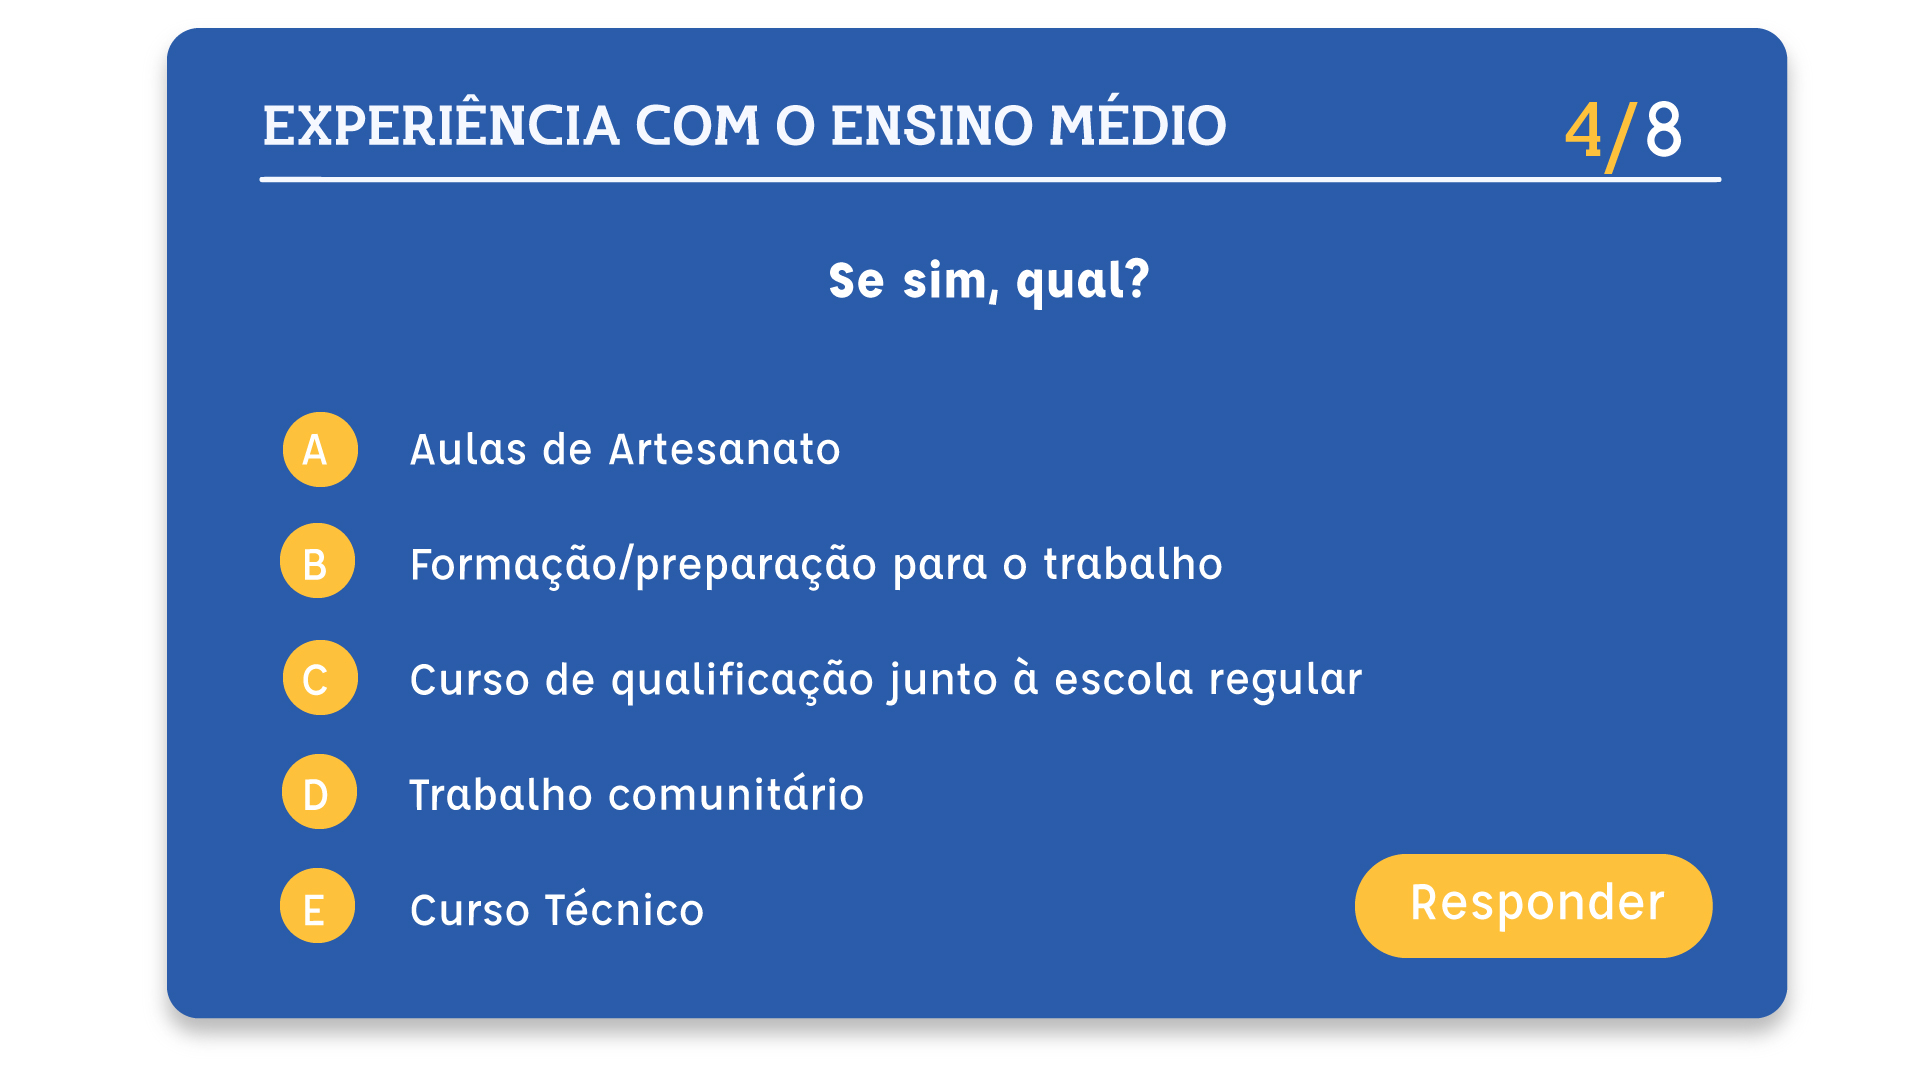 EXPERIÊNCIA COM O ENSINO MÉDIO 4/8
Se sim, qual?
A Aulas de Artesanato
B Formação/preparação para o trabalho
C Curso de qualificação junto à escola regular
D Trabalho comunitário
E Curso Técnico
Responder